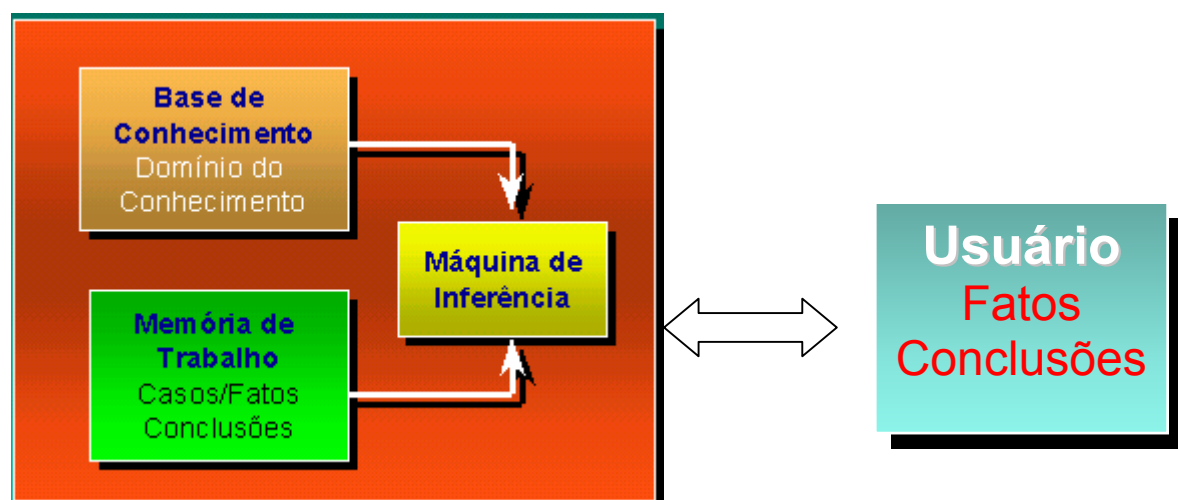 Base de
Conhecimento
Domínio do
Conhecimento
Máquina de
Inferência
Memória de
Trabalho
Casos/Fatos
Conclusões
Usuário
Fatos
Conclusões